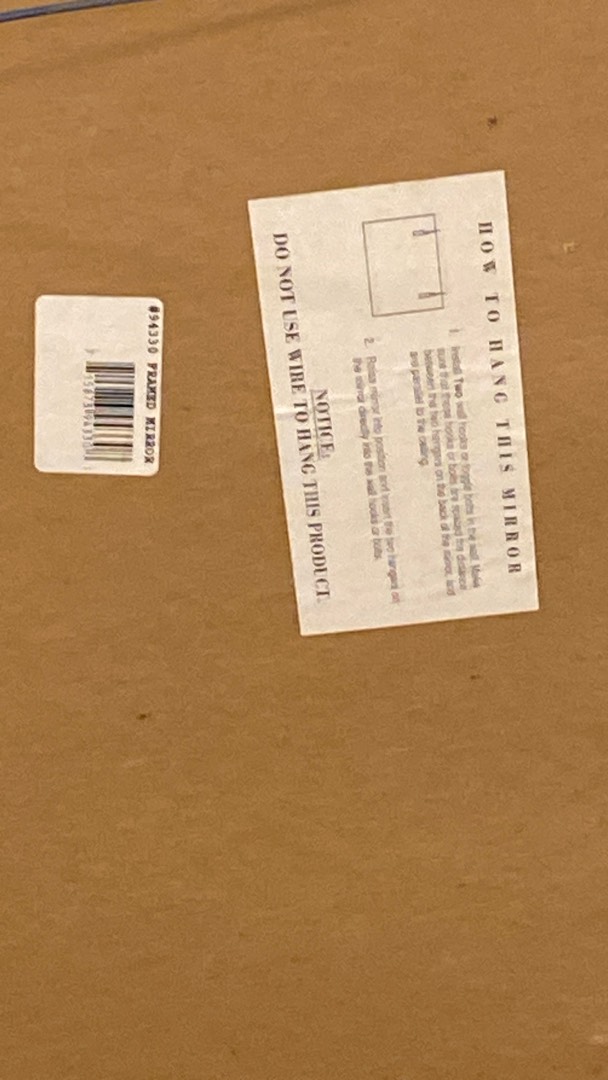 HOW TO HANG THIS MIRROR
1. Install Two wall hooks or toggle bolts in the wall. Make
sure that these hooks or bolts are spaced the distance
between the two hangers on the back of the mirror, and
are parallel to the ceiling.
2. Raise mirror into position and insert the two hangers on
the mirror directly into the wall hooks or bolts.
NOTICE:
DO NOT USE WIRE TO HANG THIS PRODUCT.
#94330 FRAMED MIRROR